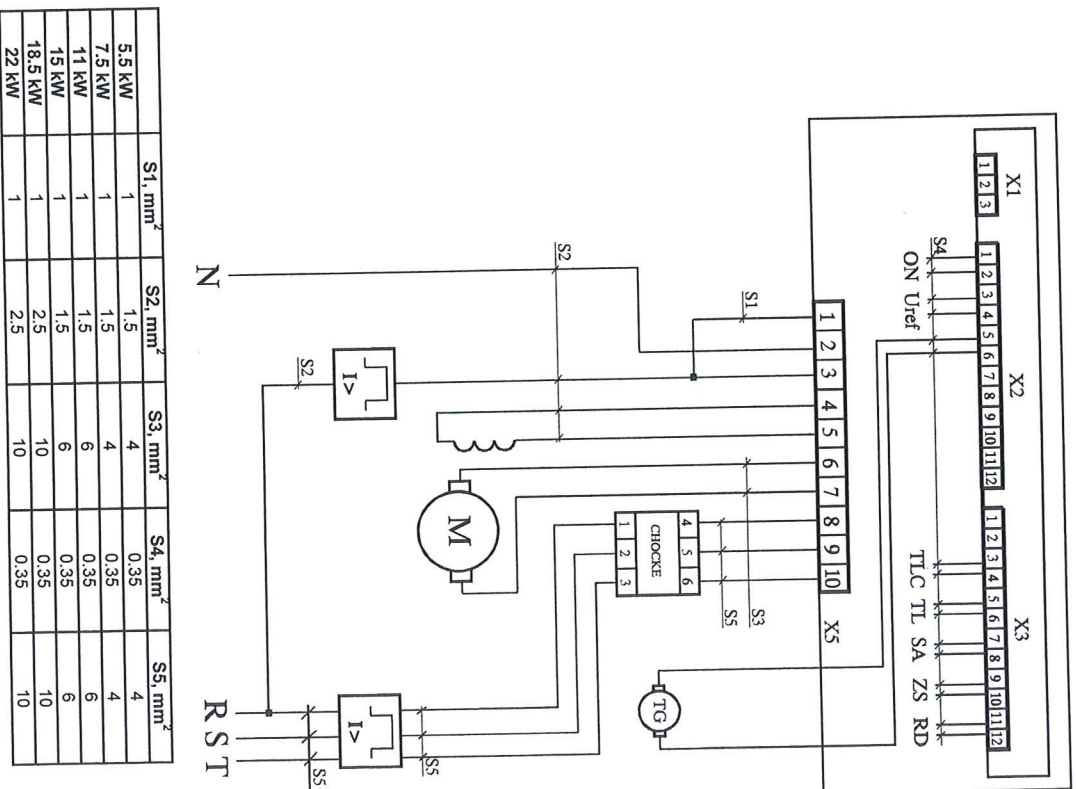 X1
X2
X3
1 2 3
1 2 3 4 5 6 7 8 9 10 11 12
1 2 3 4 5 6 7 8 9 10 11 12
S4
ON Uref
TLC TL SA ZS RD
1 2 3 4 5 6 7 8 9 10
X5
S1
S2
S2
I>
M
4 5 6
CHOCKE
1 2 3
S5
S3
TG
S5
I>
S5
N
R S T
S1, mm² S2, mm² S3, mm² S4, mm² S5, mm²
5.5 kW 1 1.5 4 0.35 4
7.5 kW 1 1.5 4 0.35 4
11 kW 1 1.5 6 0.35 6
15 kW 1 1.5 6 0.35 6
18.5 kW 1 2.5 10 0.35 10
22 kW 1 2.5 10 0.35 10